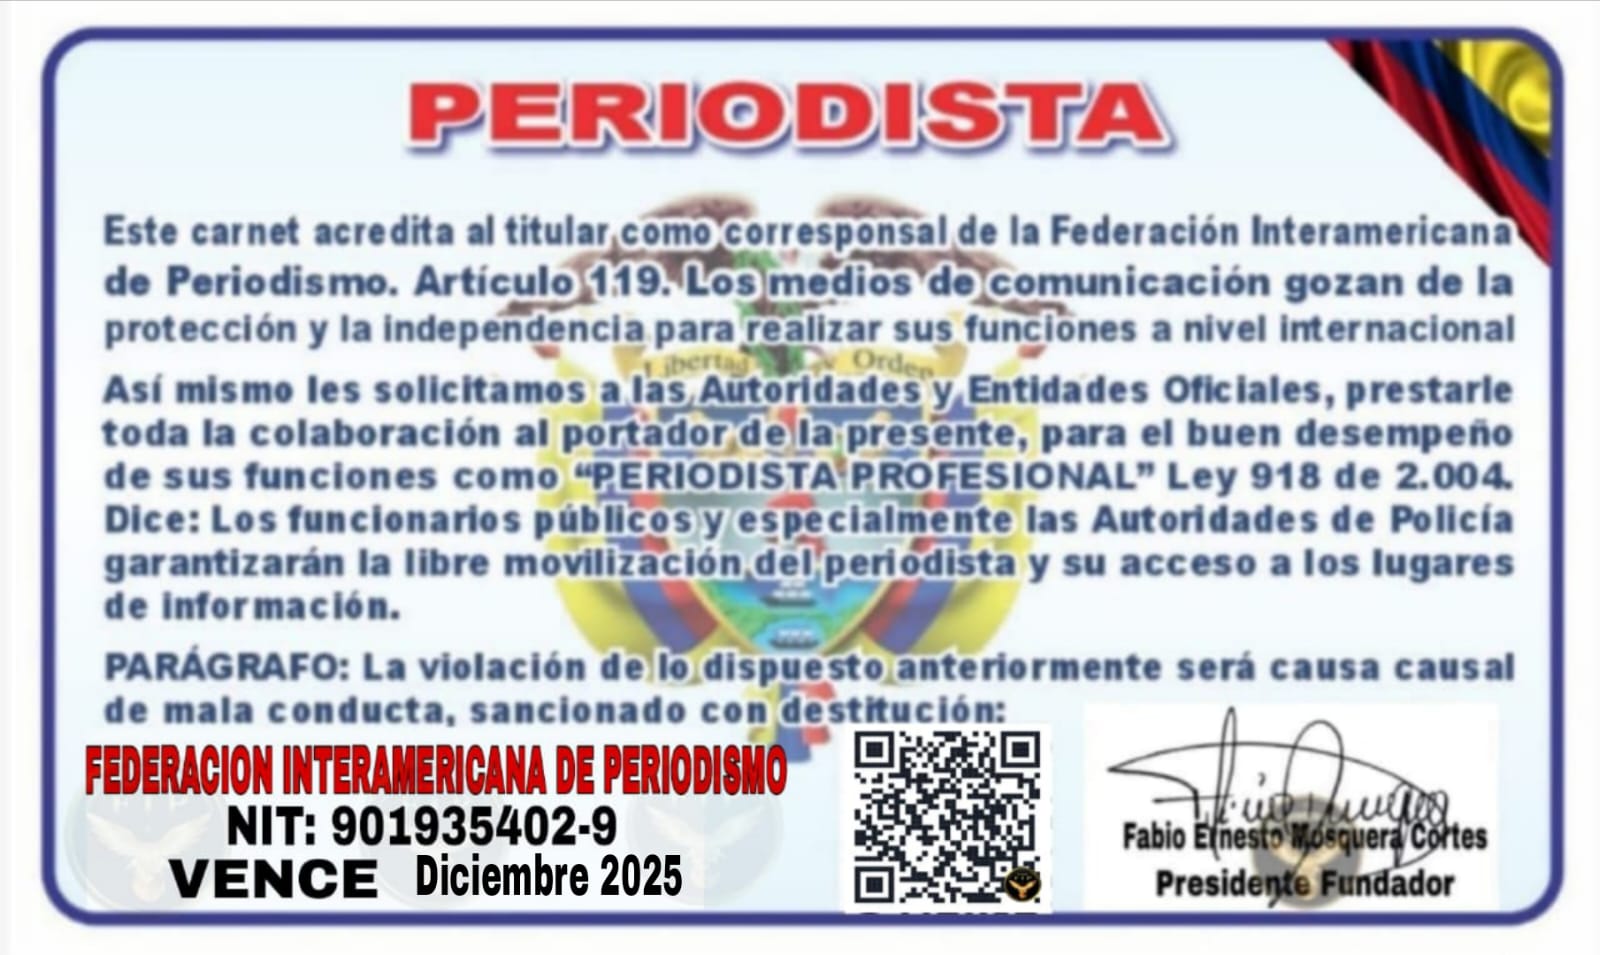 PERIODISTA
Este carnet acredita al titular como corresponsal de la Federación Interamericana
de Periodismo. Artículo 119. Los medios de comunicación gozan de la
protección y la independencia para realizar sus funciones a nivel internacional
Libertad y Orden
Así mismo les solicitamos a las Autoridades y Entidades Oficiales, prestarle
toda la colaboración al portador de la presente, para el buen desempeño
de sus funciones como “PERIODISTA PROFESIONAL” Ley 918 de 2.004.
Dice: Los funcionarios públicos y especialmente las Autoridades de Policía
garantizarán la libre movilización del periodista y su acceso a los lugares
de información.
PARÁGRAFO: La violación de lo dispuesto anteriormente será causa causal
de mala conducta, sancionado con destitución:
FEDERACION INTERAMERICANA DE PERIODISMO
NIT: 901935402-9
VENCE Diciembre 2025
Fabio Ernesto Mosquera Cortes
Presidente Fundador